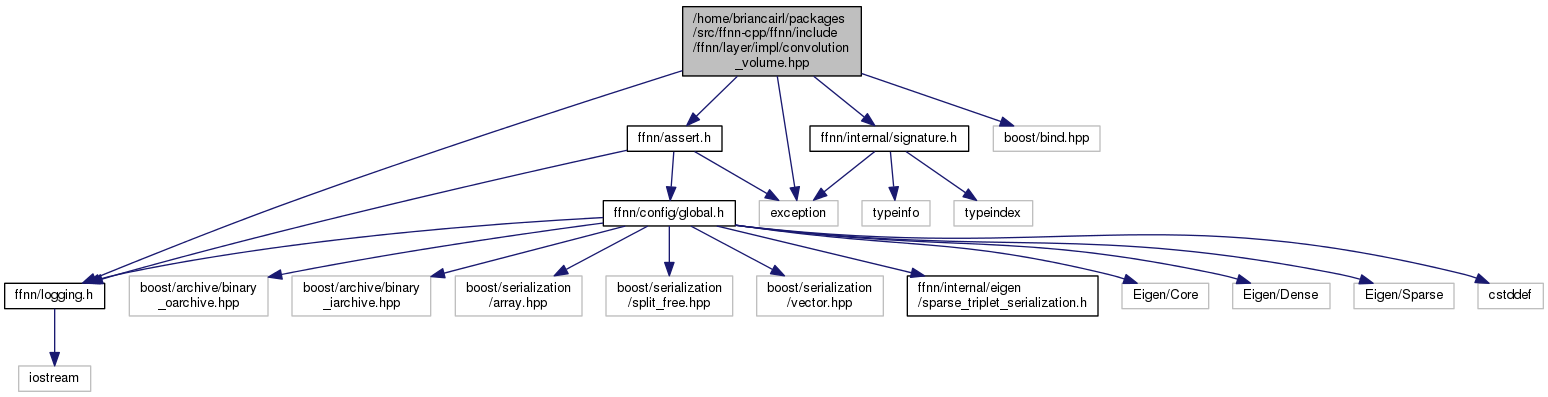 /home/briancairl/packages
/src/ffnn-cpp/ffnn/include
/ffnn/layer/impl/convolution
_volume.hpp
ffnn/assert.h
ffnn/internal/signature.h
boost/bind.hpp
ffnn/config/global.h
exception
typeinfo
typeindex
ffnn/logging.h
boost/archive/binary
_oarchive.hpp
boost/archive/binary
_iarchive.hpp
boost/serialization
/array.hpp
boost/serialization
/split_free.hpp
boost/serialization
/vector.hpp
ffnn/internal/eigen
/sparse_triplet_serialization.h
Eigen/Core
Eigen/Dense
Eigen/Sparse
cstddef
iostream